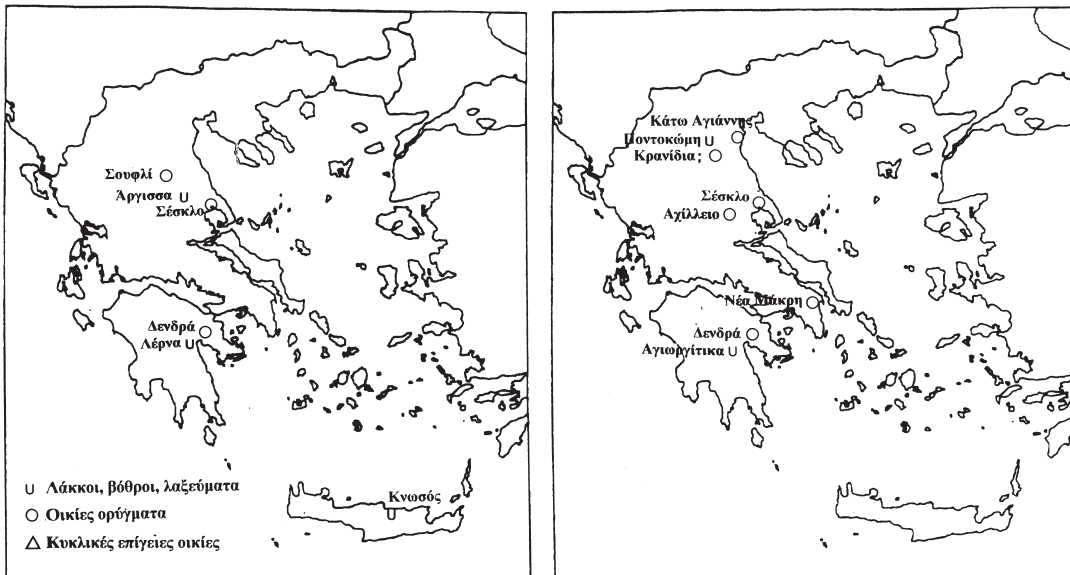 Σουφλί
Άργισσα
Σέσκλο
Δενδρά
Λέρνα
Κνωσός
Λάκκοι, βόθροι, λαξεύματα
Οικίες ορύγματα
Κυκλικές επίγειες οικίες
Κάτω Αγιάννης
Ποντοκώμη
Κρανίδια ;
Σέσκλο
Αχίλλειο
Νέα Μάκρη
Δενδρά
Αγιωργίτικα